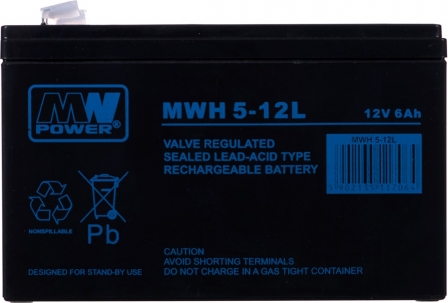 MW
POWER®
MWH 5-12L
12V 6Ah
VALVE REGULATED
SEALED LEAD-ACID TYPE
RECHARGEABLE BATTERY
MWH 5-12L
NONSPILLABLE
Pb
CAUTION
AVOID SHORTING TERMINALS
DO NOT CHARGE IN A GAS TIGHT CONTAINER
DESIGNED FOR STAND-BY USE